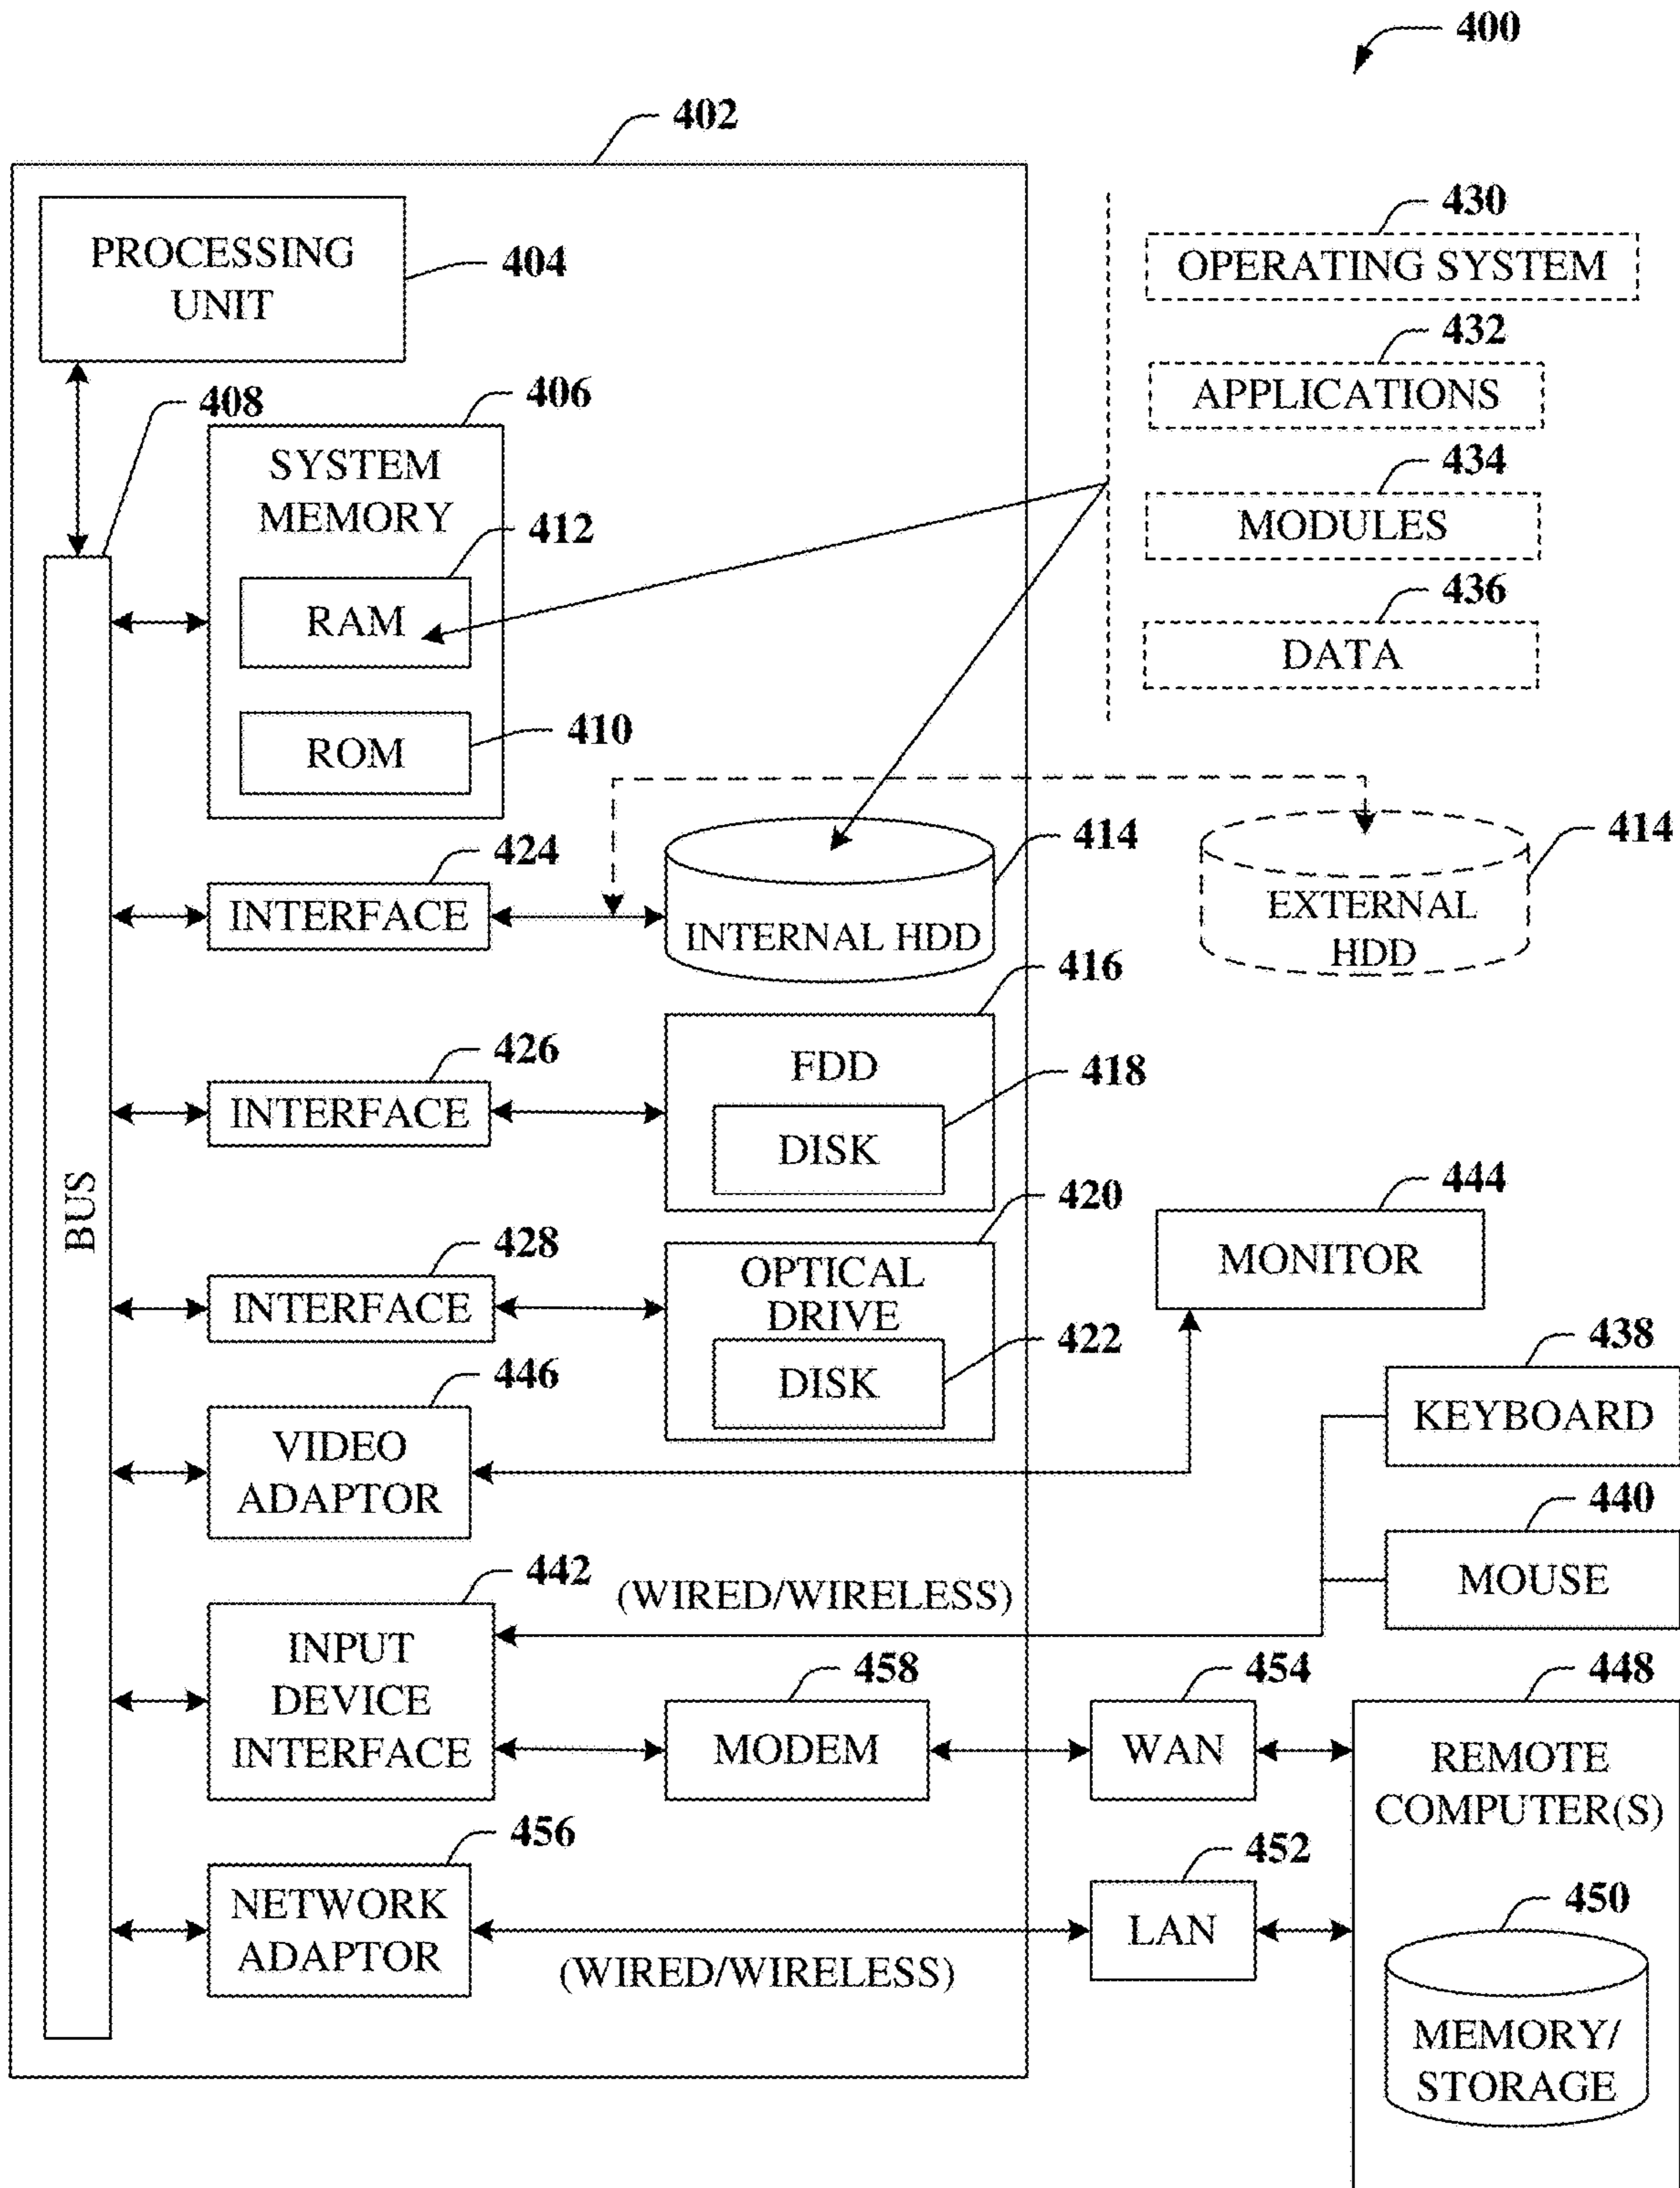 400
402
PROCESSING
UNIT
404
430
OPERATING SYSTEM
432
APPLICATIONS
434
MODULES
436
DATA
408
406
SYSTEM
MEMORY
412
RAM
410
ROM
BUS
424
INTERFACE
414
INTERNAL HDD
414
EXTERNAL
HDD
426
INTERFACE
416
FDD
418
DISK
428
INTERFACE
420
OPTICAL
DRIVE
422
DISK
444
MONITOR
446
VIDEO
ADAPTOR
438
KEYBOARD
440
MOUSE
442
INPUT
DEVICE
INTERFACE
(WIRED/WIRELESS)
458
MODEM
454
WAN
448
REMOTE
COMPUTER(S)
456
NETWORK
ADAPTOR
(WIRED/WIRELESS)
452
LAN
450
MEMORY/
STORAGE